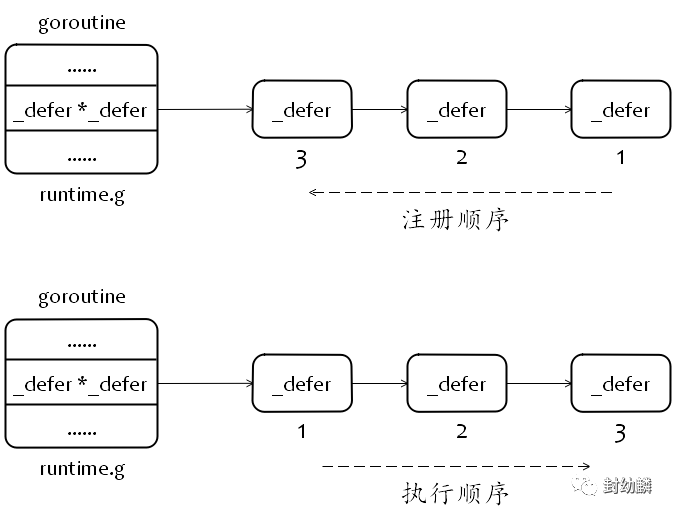 goroutine
......
_defer *_defer
......
runtime.g
_defer _defer _defer
3 2 1
注册顺序
goroutine
......
_defer *_defer
......
runtime.g
_defer _defer _defer
1 2 3
执行顺序
封幼麟